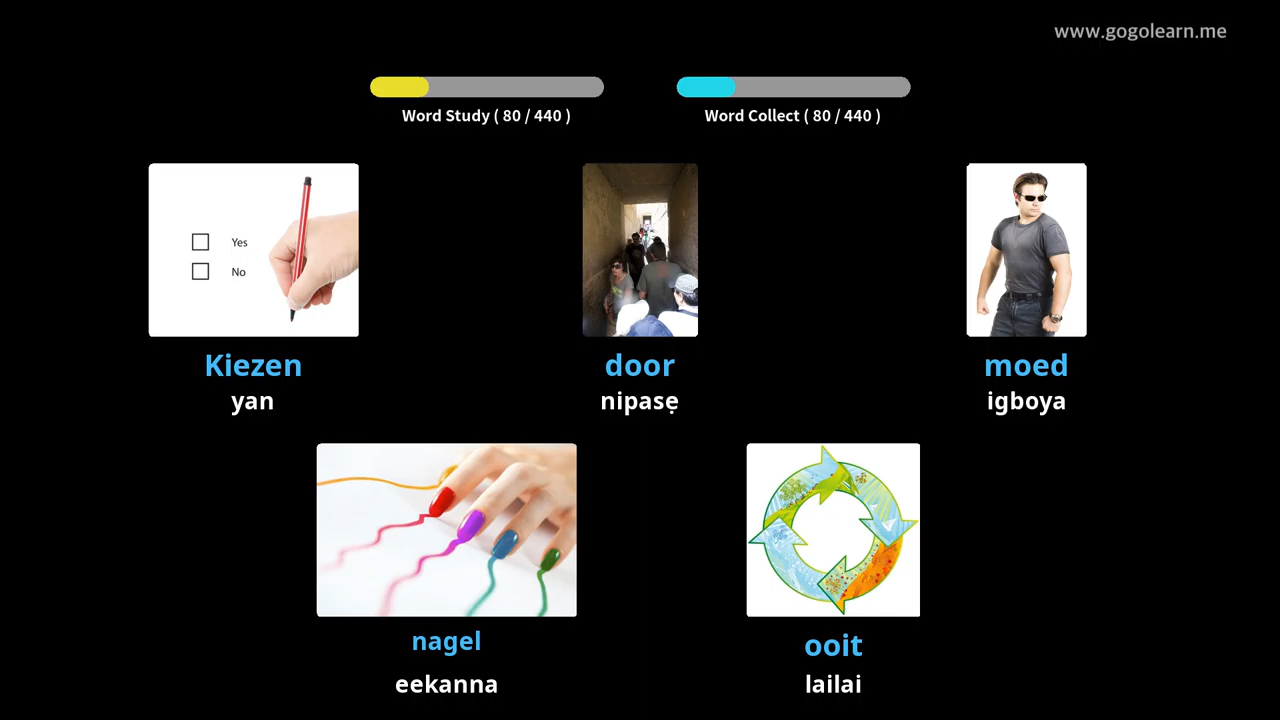 www.gogolearn.me
Word Study ( 80 / 440 )
Word Collect ( 80 / 440 )
Yes
No
Kiezen
yan
door
nipasẹ
moed
igboya
nagel
eekanna
ooit
lailai